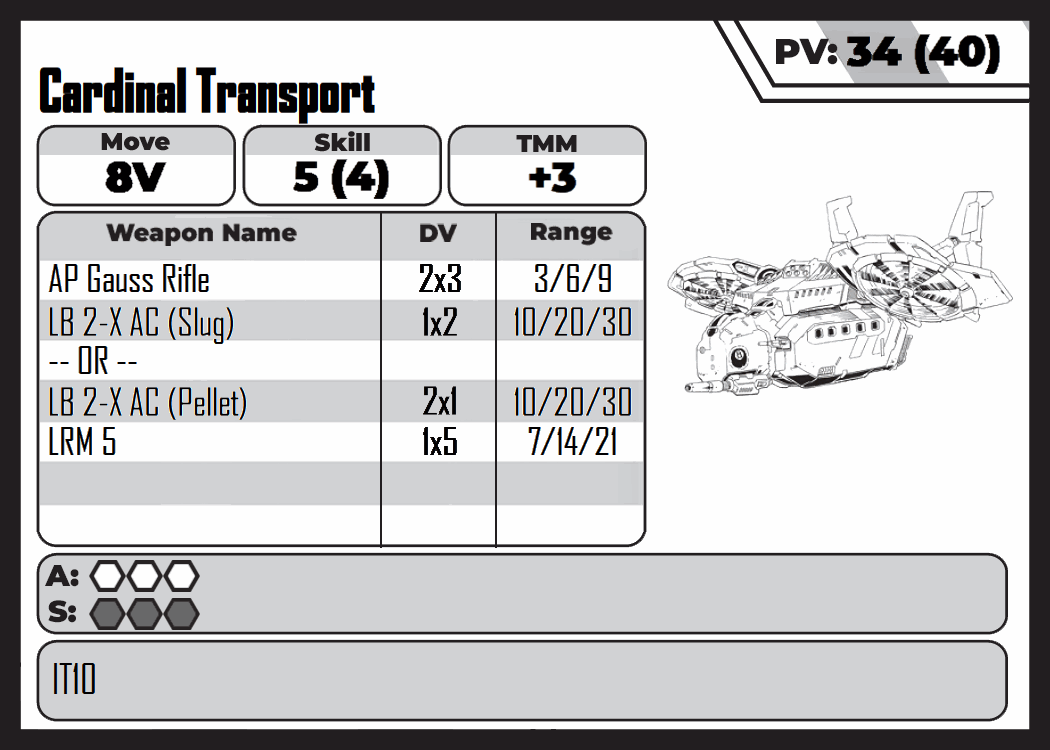 PV: 34 (40)
Cardinal Transport
Move Skill TMM
8V 5 (4) +3
Weapon Name DV Range
AP Gauss Rifle 2x3 3/6/9
LB 2-X AC (Slug) 1x2 10/20/30
-- OR --
LB 2-X AC (Pellet) 2x1 10/20/30
LRM 5 1x5 7/14/21
A:
S:
IT10